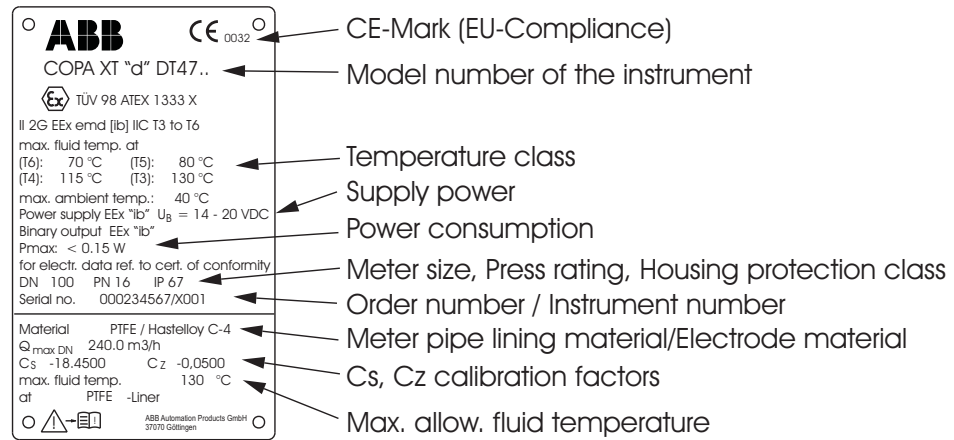 ABB CE 0032
COPA XT "d" DT47..
Ex TÜV 98 ATEX 1333 X
II 2G EEx emd [ib] IIC T3 to T6
max. fluid temp. at
(T6): 70 °C (T5): 80 °C
(T4): 115 °C (T3): 130 °C
max. ambient temp.: 40 °C
Power supply EEx "ib" UB = 14 - 20 VDC
Binary output EEx "ib"
Pmax: < 0.15 W
for electr. data ref. to cert. of conformity
DN 100 PN 16 IP 67
Serial no. 000234567/X001
Material PTFE / Hastelloy C-4
Q max DN 240.0 m3/h
Cs -18.4500 Cz -0,0500
max. fluid temp. 130 °C
at PTFE -Liner
ABB Automation Products GmbH
37070 Göttingen
CE-Mark (EU-Compliance)
Model number of the instrument
Temperature class
Supply power
Power consumption
Meter size, Press rating, Housing protection class
Order number / Instrument number
Meter pipe lining material/Electrode material
Cs, Cz calibration factors
Max. allow. fluid temperature